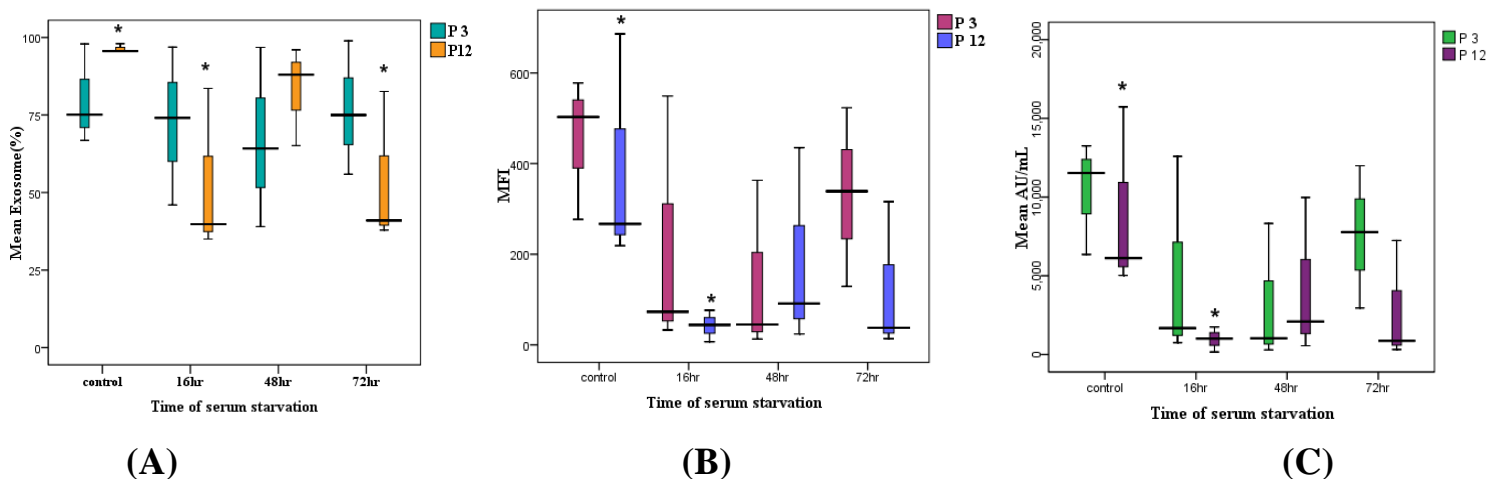 *
P 3
P12
100
75
50
25
0
Mean Exosome(%)
*
*
control
16hr
48hr
72hr
Time of serum starvation
(A)
*
P 3
P 12
600
400
200
0
MFI
*
control
16hr
48hr
72hr
Time of serum starvation
(B)
P 3
P 12
20,000
15,000
10,000
5,000
0
Mean AU/mL
*
*
control
16hr
48hr
72hr
Time of serum starvation
(C)